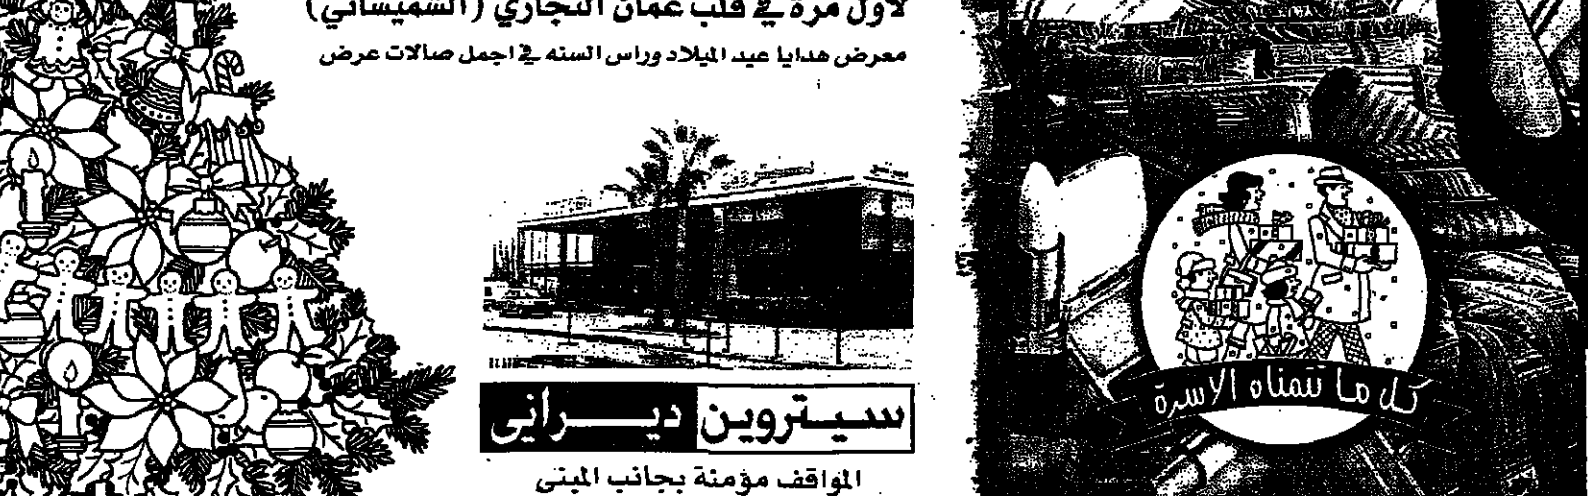 لاول مرة في قلب عمان التجاري (الشميساني)
معرض هدايا عيد الميلاد وراس السنه في اجمل صالات عرض
سيتروين ديراني
المواقف مؤمنة بجانب المبنى
كل ما تتمناه الاسرة